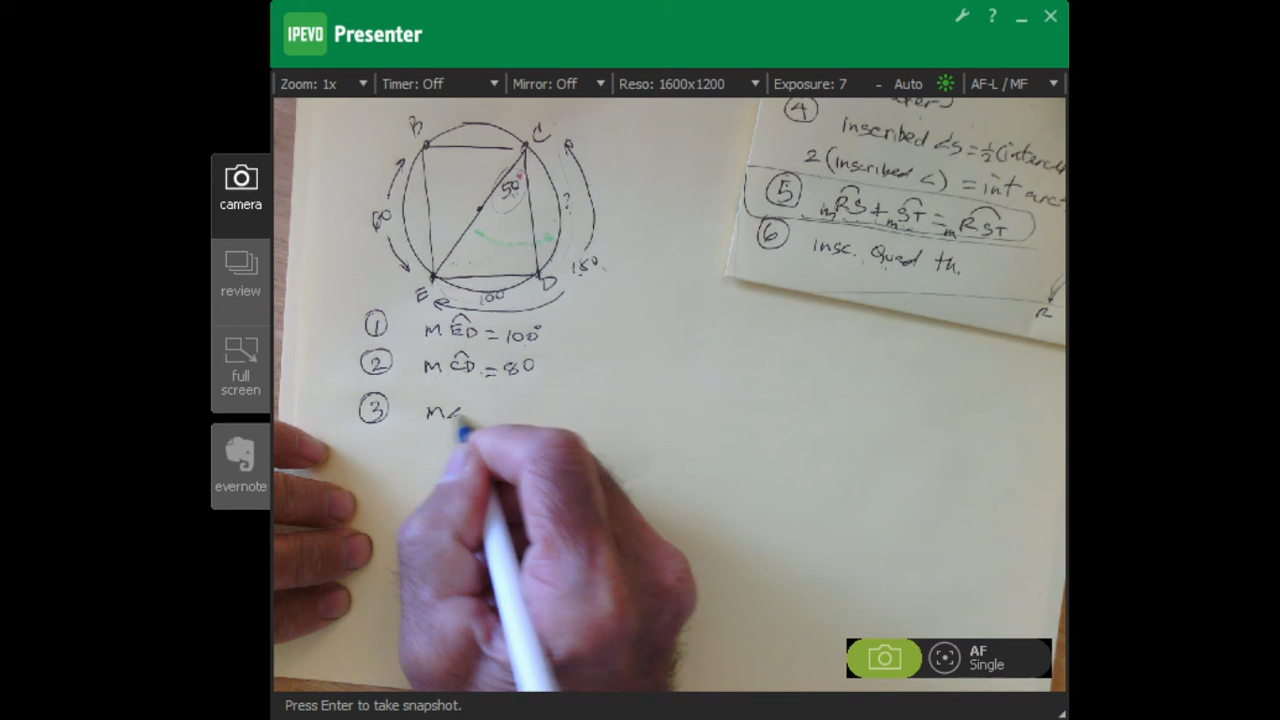 IPEVO Presenter
?
Zoom: 1x
Timer: Off
Mirror: Off
Reso: 1600x1200
Exposure: 7
- Auto
AF-L / MF
camera
review
full
screen
evernote
B
C
50
60
?
180
E
100
D
① m ED = 100°
② m CD = 80
③ m<
④
inscribed ∠s = ½(interc
2 (inscribed ∠) = int arc
⑤ mRS + mST = mRST
⑥ insc. Quad th.
R
AF
Single
Press Enter to take snapshot.